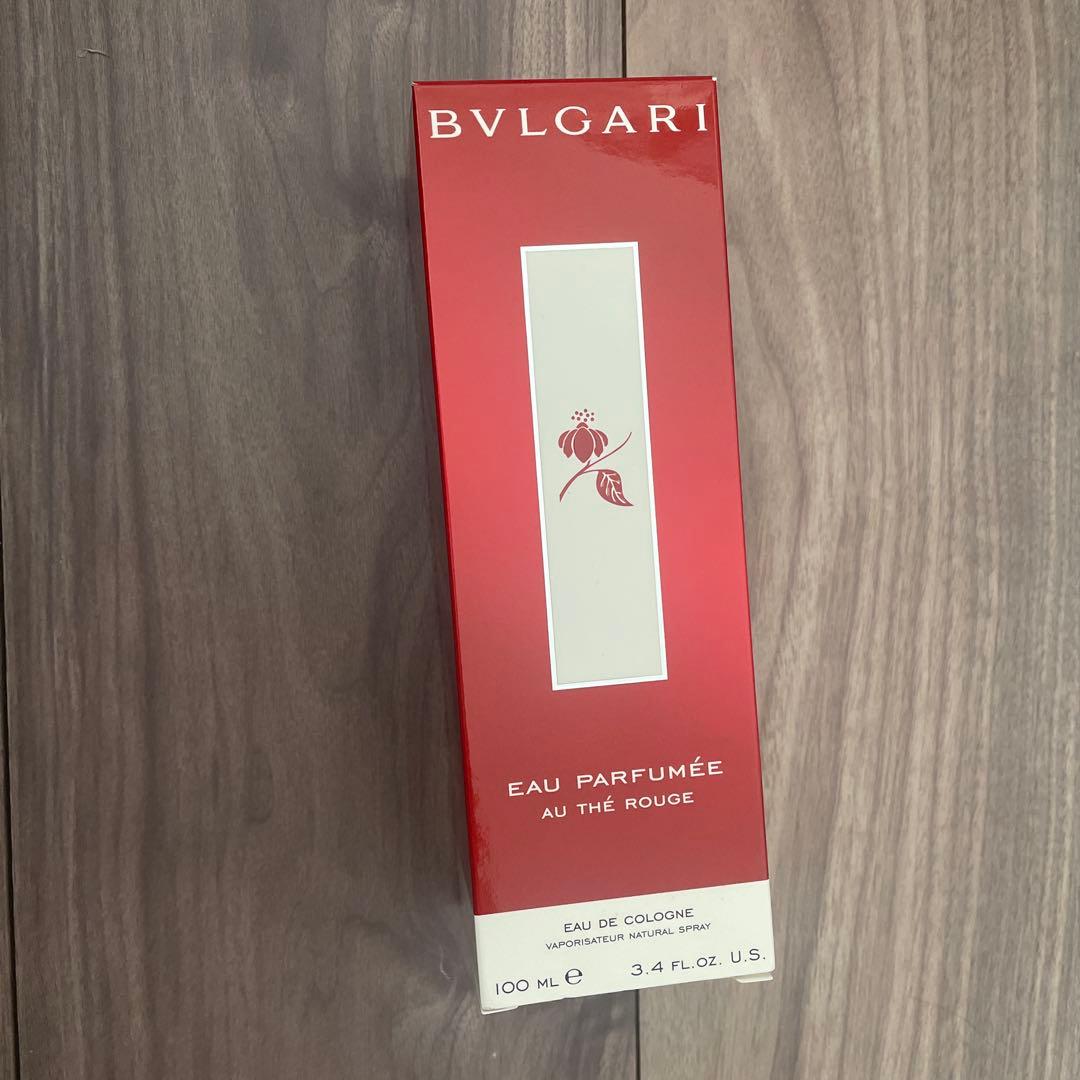 BVLGARI
EAU PARFUMÉE
AU THÉ ROUGE
EAU DE COLOGNE
VAPORISATEUR NATURAL SPRAY
100 ML ℮ 3.4 FL.OZ. U.S.